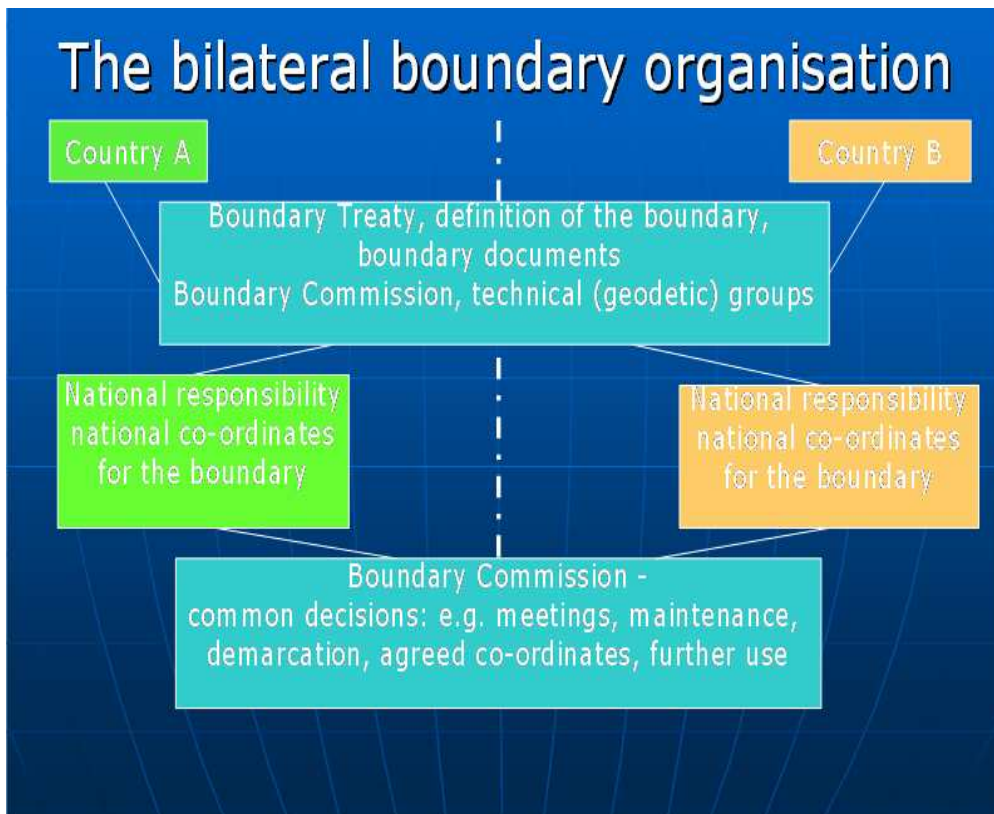 The bilateral boundary organisation
Country A
Country B
Boundary Treaty, definition of the boundary,
boundary documents
Boundary Commission, technical (geodetic) groups
National responsibility
national co-ordinates
for the boundary
National responsibility
national co-ordinates
for the boundary
Boundary Commission -
common decisions: e.g. meetings, maintenance,
demarcation, agreed co-ordinates, further use